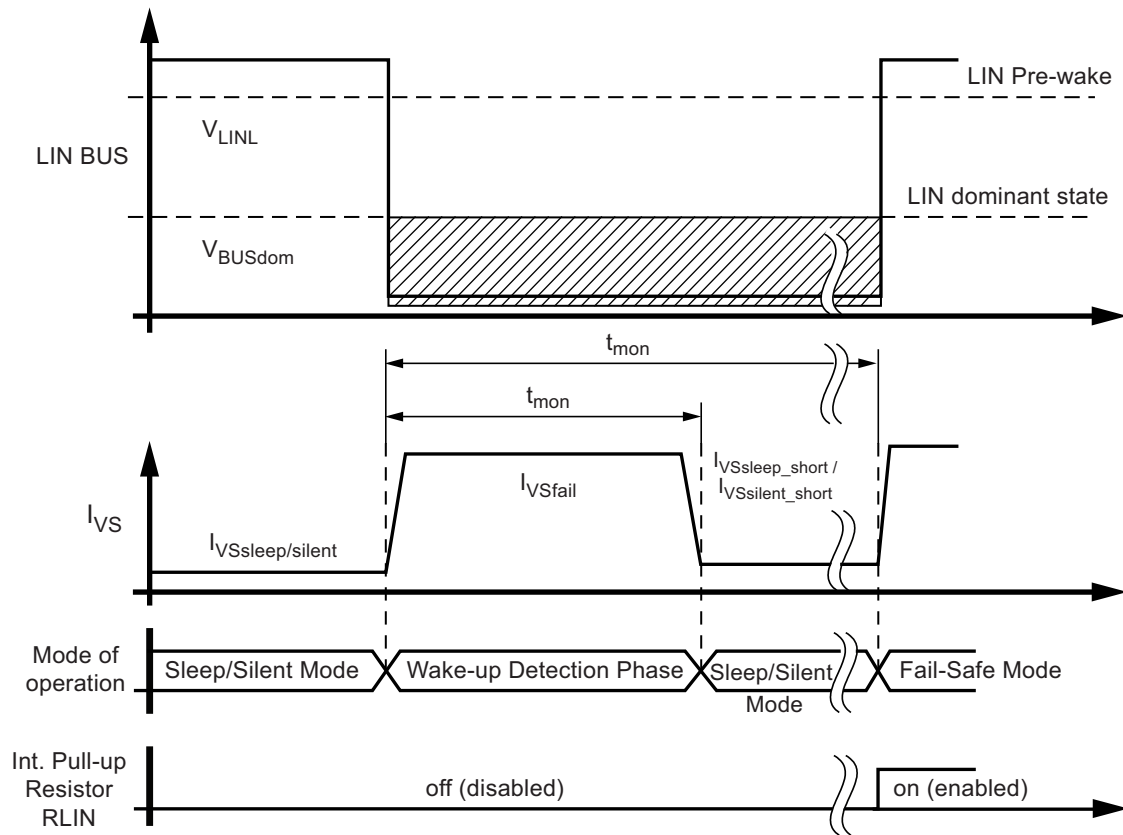 LIN Pre-wake
V_LINL
LIN BUS
LIN dominant state
V_BUSdom
t_mon
t_mon
I_VSsleep_short /
I_VSsilent_short
I_VSfail
I_VS
I_VSsleep/silent
Mode of
operation
Sleep/Silent Mode
Wake-up Detection Phase
Sleep/Silent
Mode
Fail-Safe Mode
Int. Pull-up
Resistor
RLIN
off (disabled)
on (enabled)